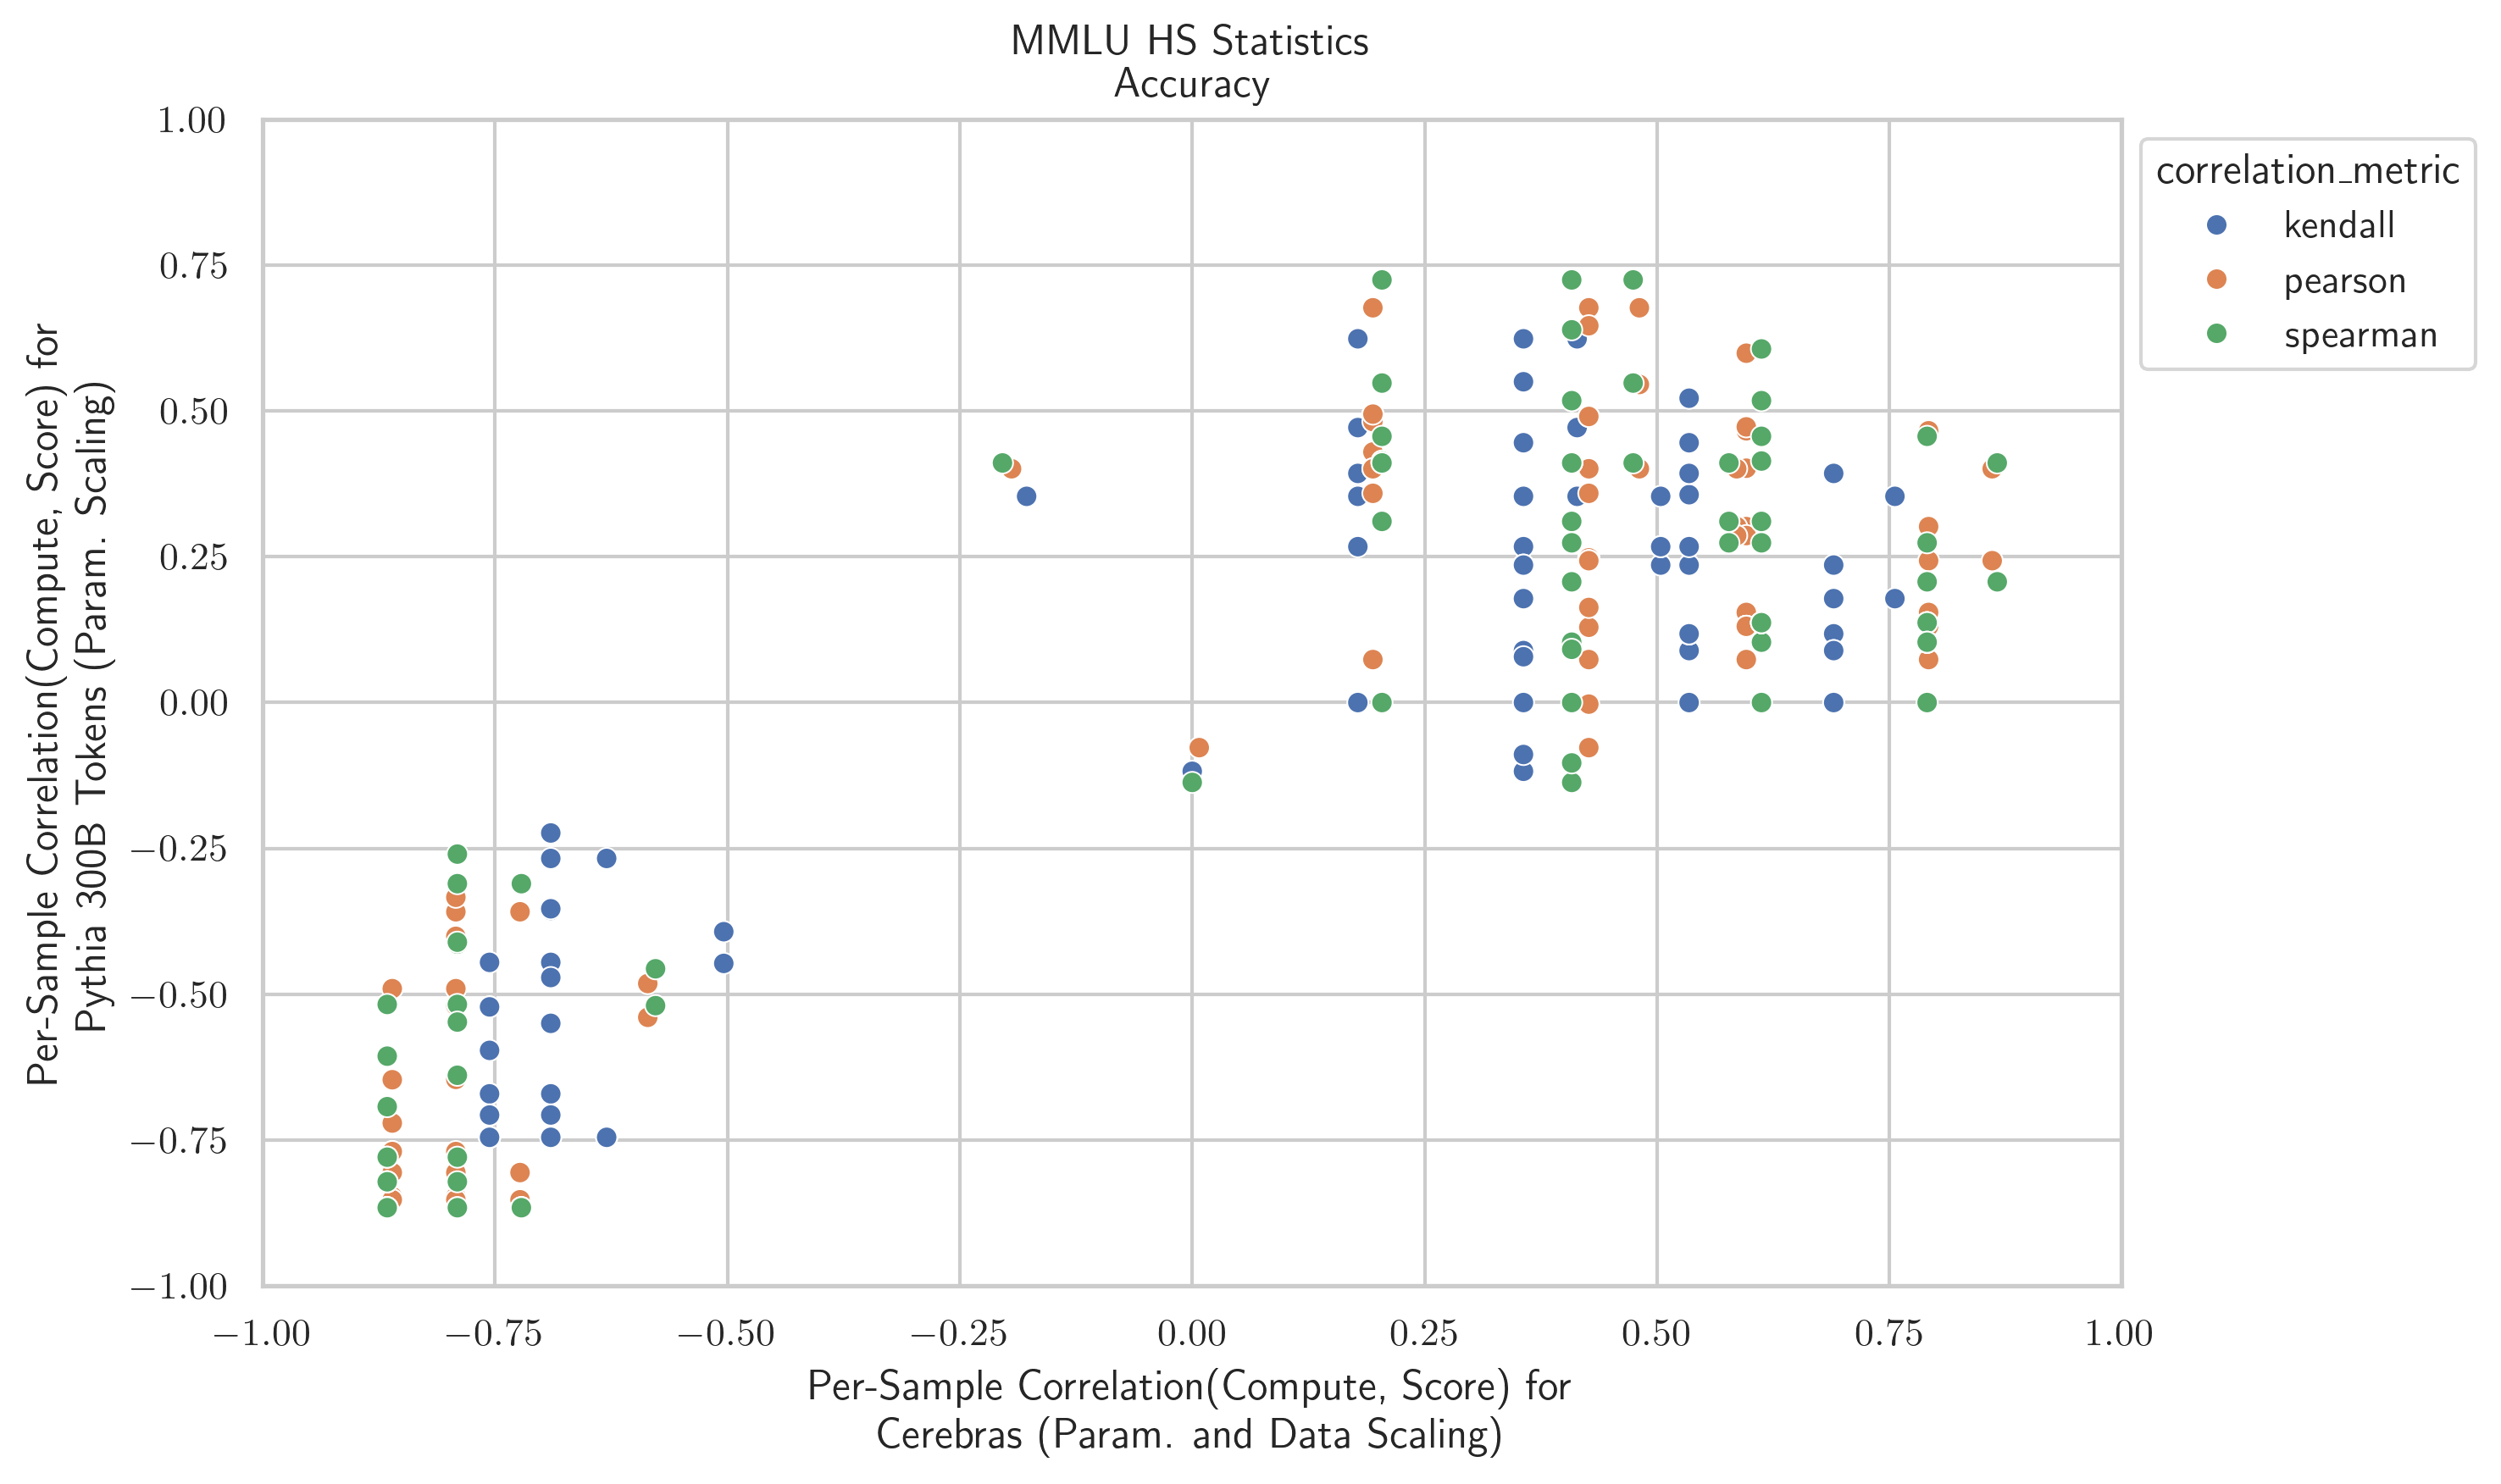 MMLU HS Statistics
Accuracy
1.00
0.75
0.50
0.25
0.00
−0.25
−0.50
−0.75
−1.00
Per-Sample Correlation(Compute, Score) for
Pythia 300B Tokens (Param. Scaling)
correlation_metric
kendall
pearson
spearman
−1.00 −0.75 −0.50 −0.25 0.00 0.25 0.50 0.75 1.00
Per-Sample Correlation(Compute, Score) for
Cerebras (Param. and Data Scaling)